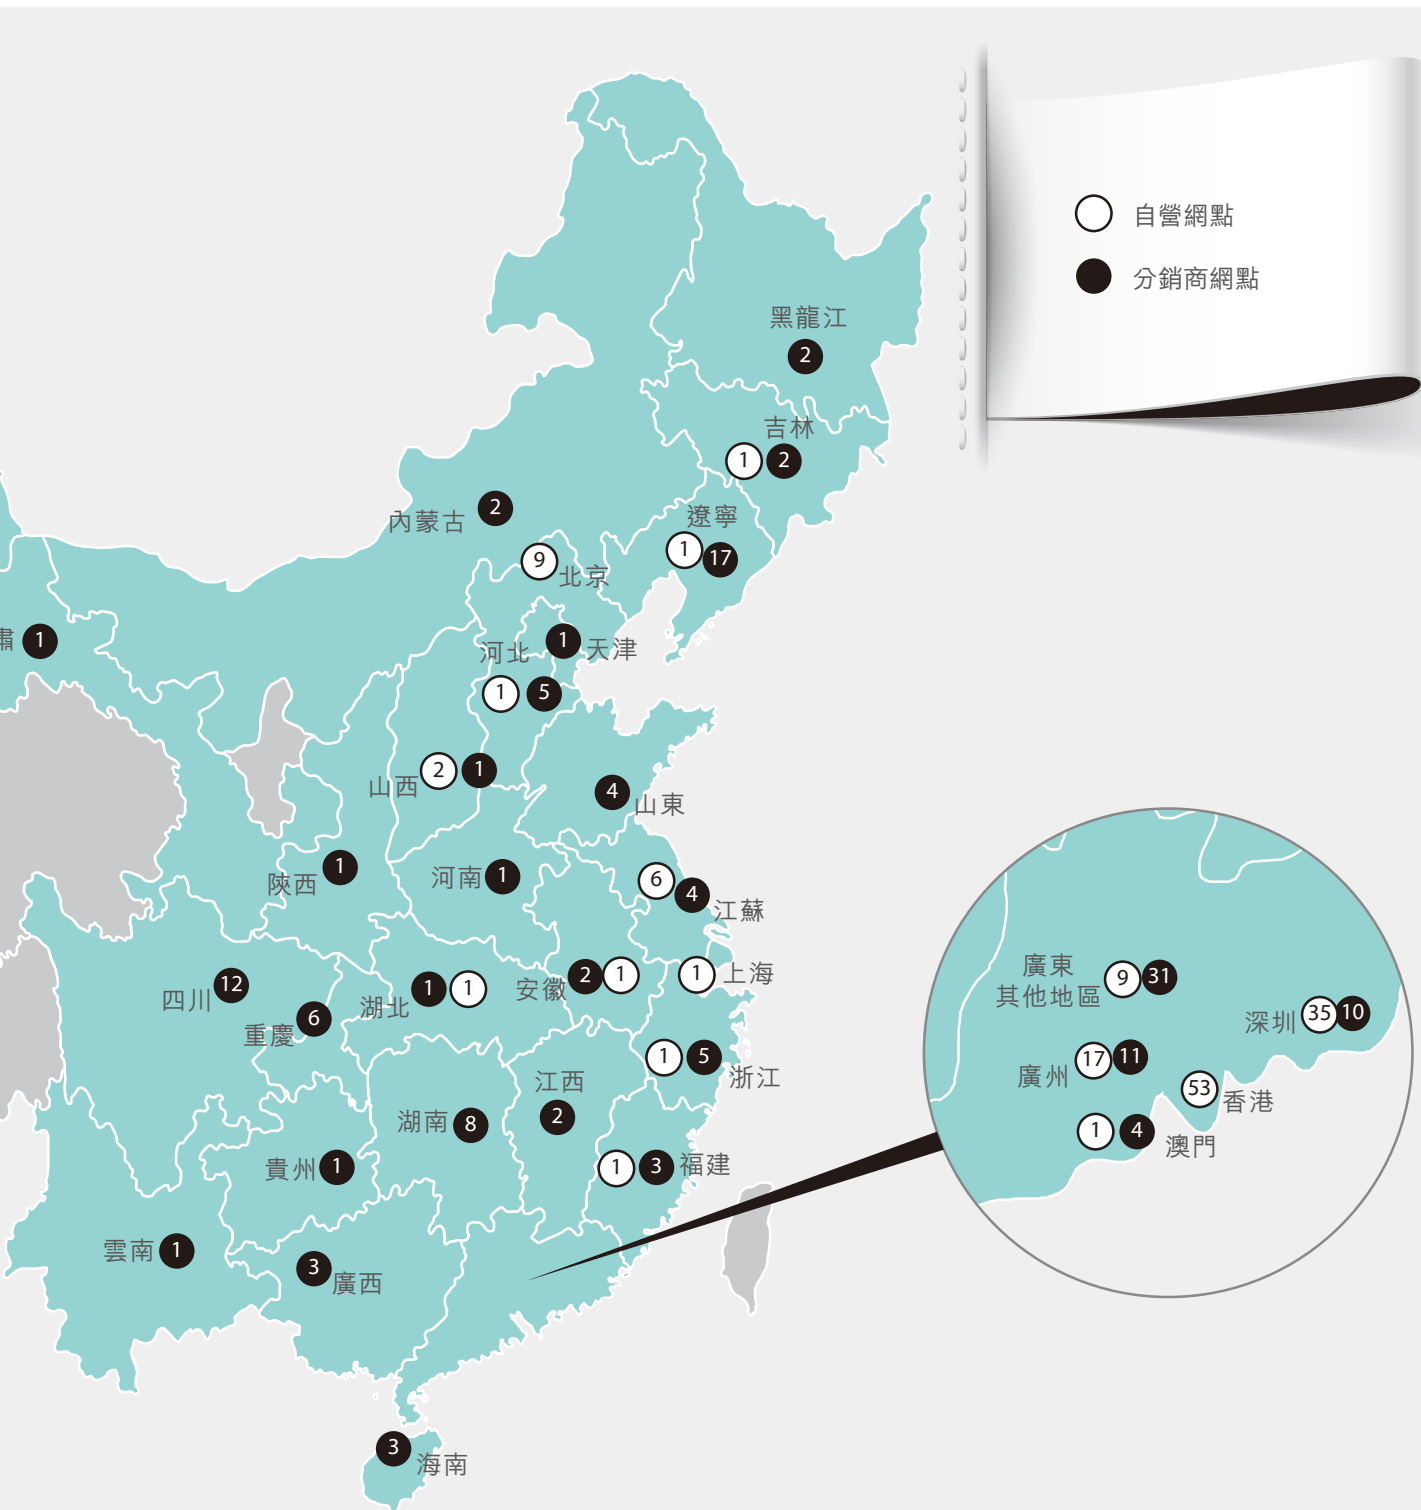 自營網點
分銷商網點
黑龍江
2
吉林
1 2
內蒙古 2
遼寧
1 17
9 北京
肅 1
河北
1 天津
1 5
山西 2 1
4 山東
陝西 1
河南 1
6 4 江蘇
四川 12
重慶 6
湖北 1 1
安徽 2 1
1 上海
1 5 浙江
江西
2
湖南 8
貴州 1
1 3 福建
雲南 1
3 廣西
3 海南
廣東
其他地區 9 31
深圳 35 10
廣州 17 11
53 香港
1 4 澳門